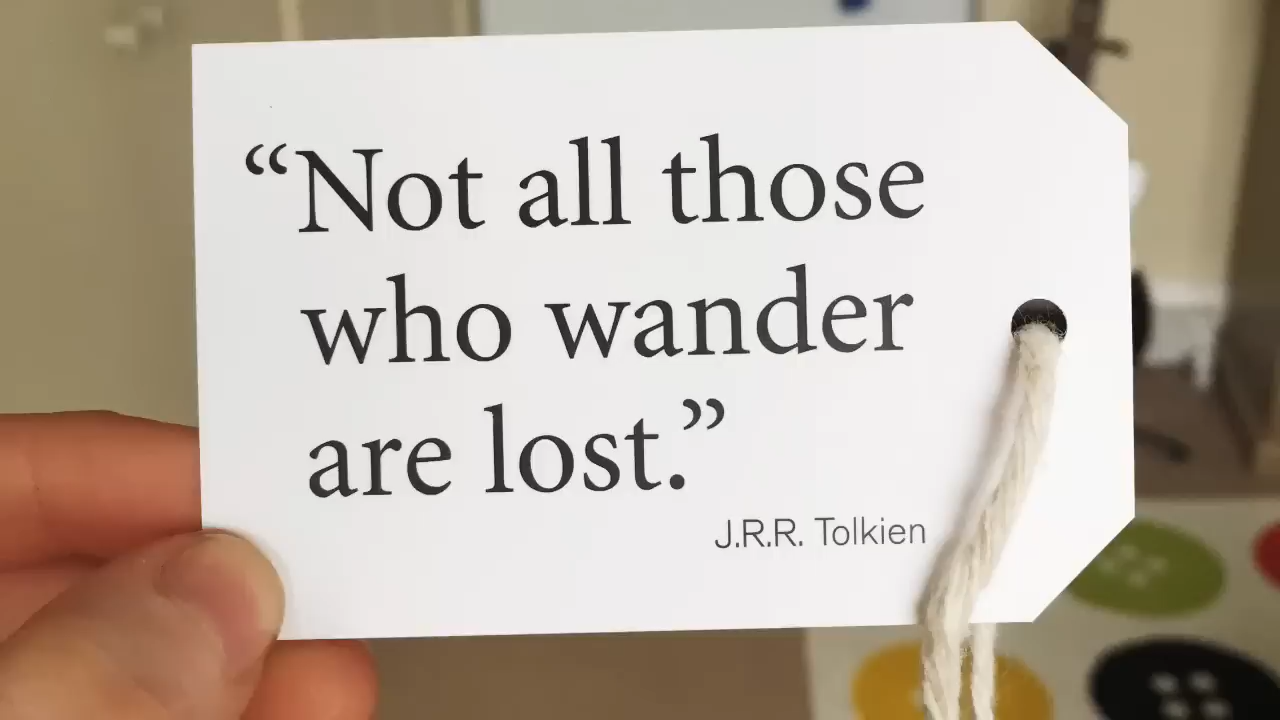 “Not all those
who wander
are lost.”
J.R.R. Tolkien